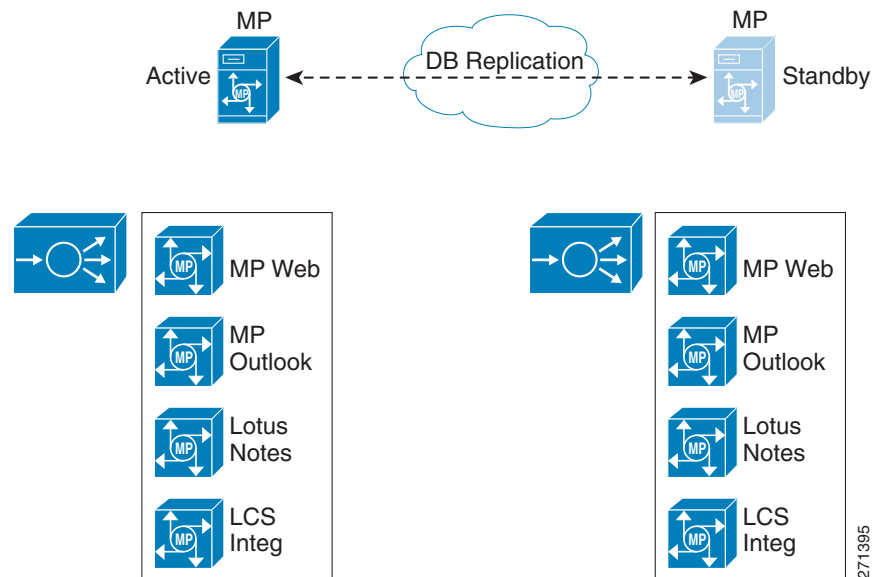 MP
MP
Active
DB Replication
Standby
MP
MP
MP
MP Web
MP
MP Web
MP
MP
Outlook
MP
MP
Outlook
MP
Lotus
Notes
MP
Lotus
Notes
MP
LCS
Integ
MP
LCS
Integ
271395